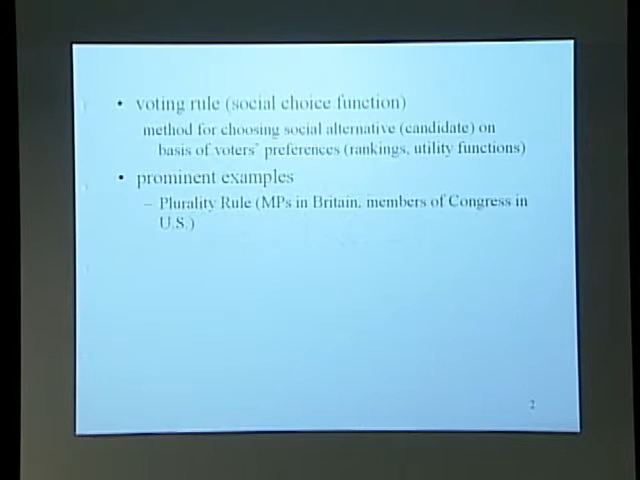 • voting rule (social choice function)
method for choosing social alternative (candidate) on
basis of voters' preferences (rankings, utility functions)
• prominent examples
– Plurality Rule (MPs in Britain, members of Congress in
U.S.)
2